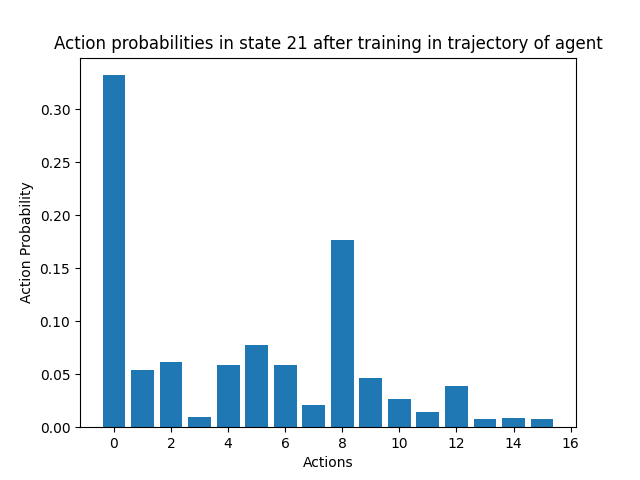 Action probabilities in state 21 after training in trajectory of agent
0.30
0.25
0.20
0.15
0.10
0.05
0.00
Action Probability
0 2 4 6 8 10 12 14 16
Actions